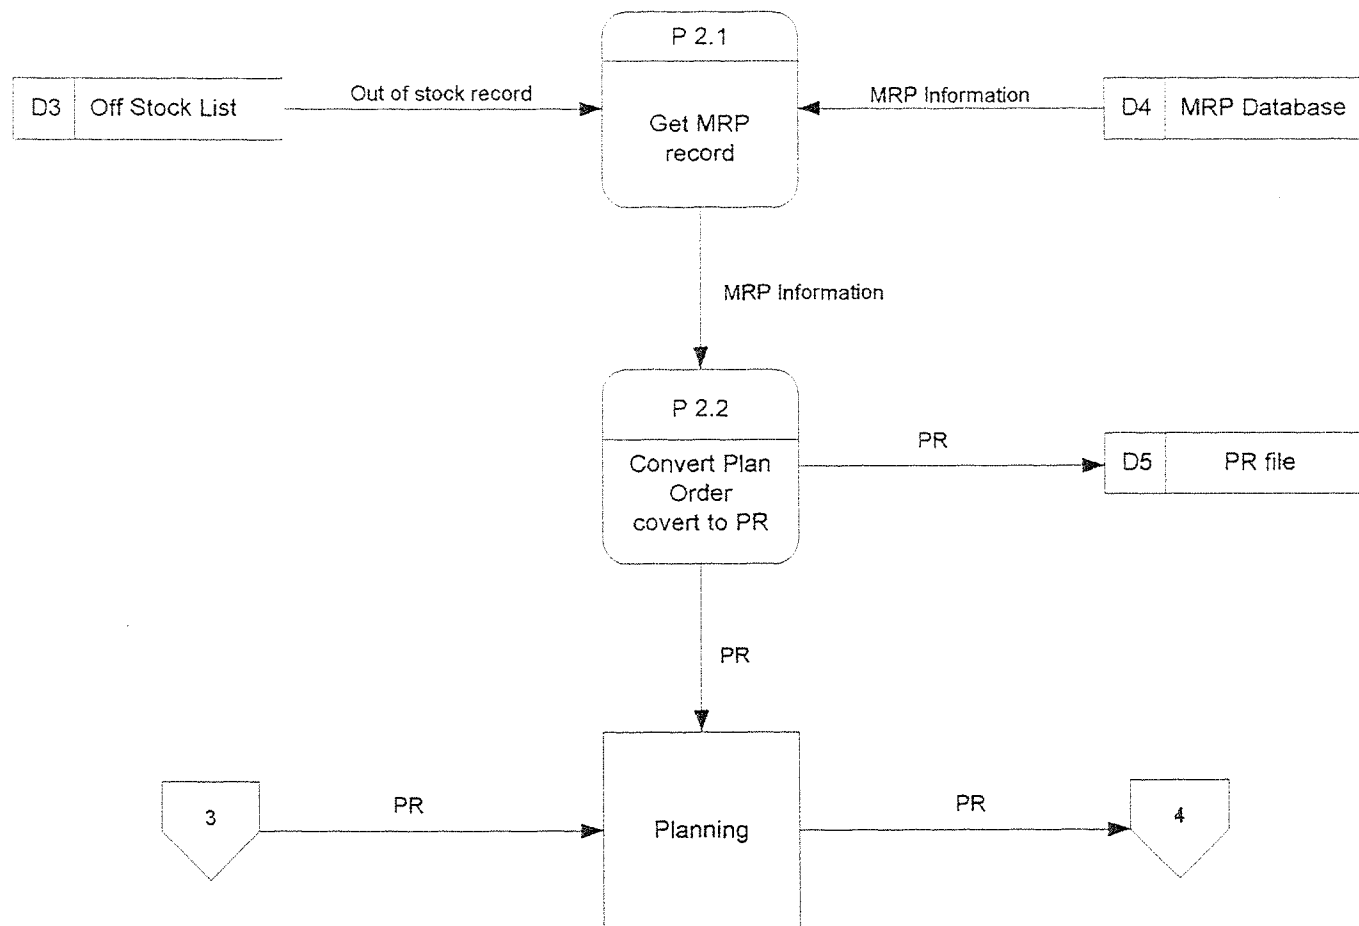 P 2.1
D3 Off Stock List
Out of stock record
MRP Information
D4 MRP Database
Get MRP
record
MRP Information
P 2.2
Convert Plan
Order
covert to PR
PR
D5 PR file
PR
3
PR
Planning
PR
4